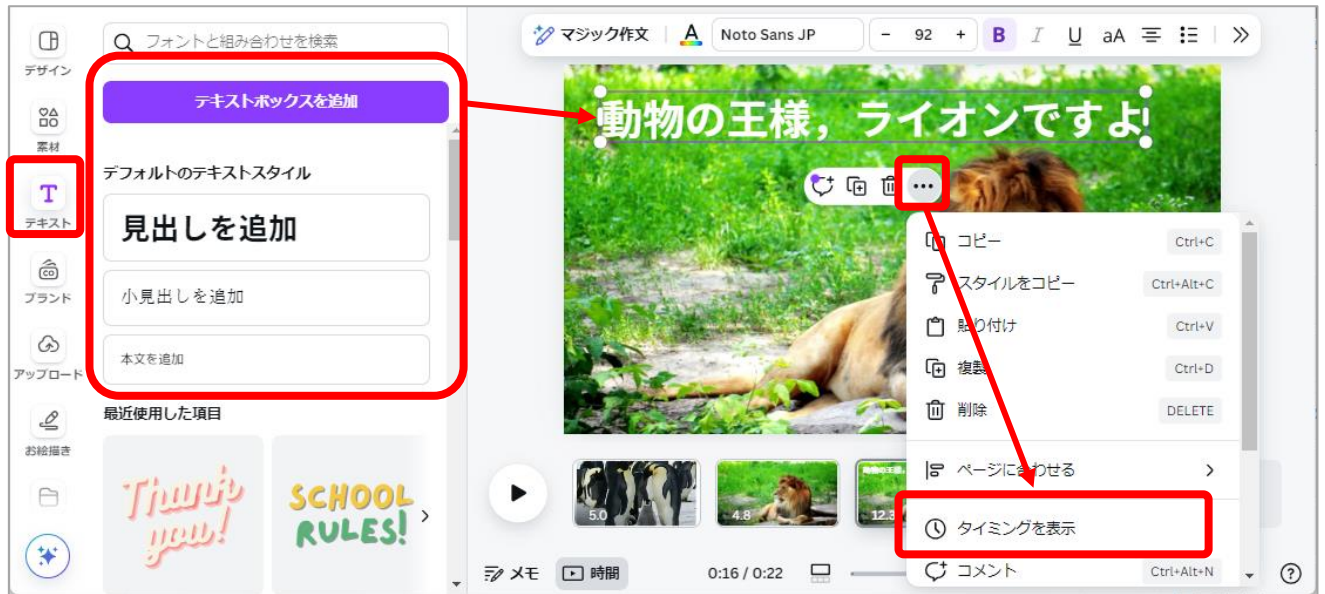 デザイン
素材
テキスト
ブランド
アップロード
お絵描き
フォントと組み合わせを検索
テキストボックスを追加
デフォルトのテキストスタイル
見出しを追加
小見出しを追加
本文を追加
最近使用した項目
Thank you!
SCHOOL
RULES!
マジック作文
A
Noto Sans JP
- 92 +
B I U aA
動物の王様，ライオンですよ!
コピー Ctrl+C
スタイルをコピー Ctrl+Alt+C
貼り付け Ctrl+V
複製 Ctrl+D
削除 DELETE
ページに合わせる
タイミングを表示
コメント Ctrl+Alt+N
5.0
4.8
12.3
メモ
時間
0:16 / 0:22